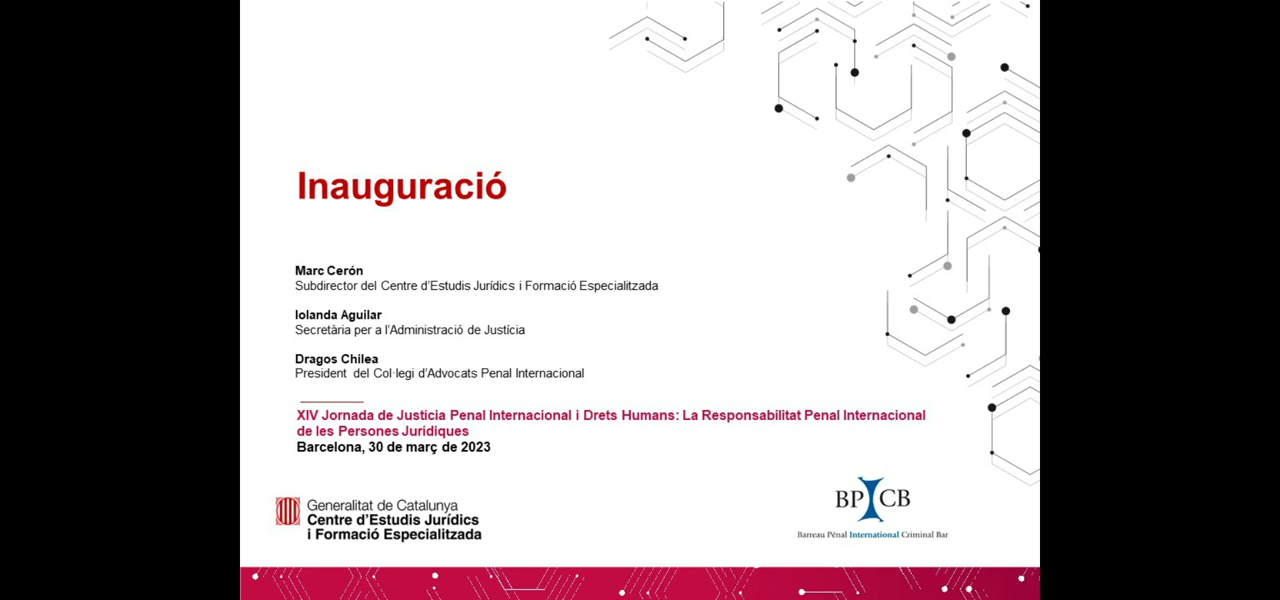 Inauguració
Marc Cerón
Subdirector del Centre d'Estudis Jurídics i Formació Especialitzada
Iolanda Aguilar
Secretària per a l'Administració de Justícia
Dragos Chilea
President del Col·legi d'Advocats Penal Internacional
XIV Jornada de Justícia Penal Internacional i Drets Humans: La Responsabilitat Penal Internacional
de les Persones Jurídiques
Barcelona, 30 de març de 2023
Generalitat de Catalunya
Centre d'Estudis Jurídics
i Formació Especialitzada
BPICB
Barreau Pénal International Criminal Bar